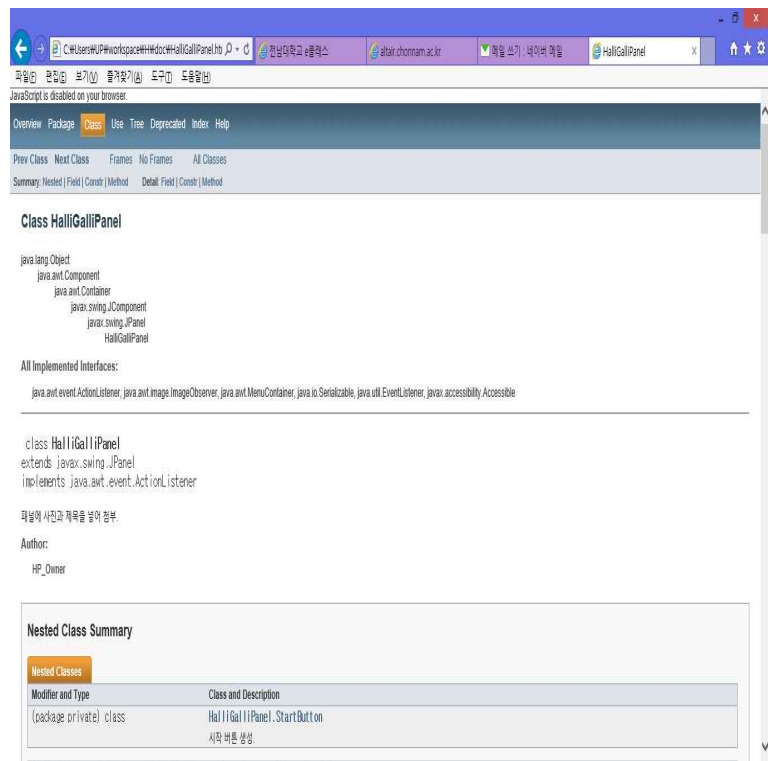 C:₩Users₩UP₩workspace₩H₩doc₩HalliGalliPanel.ht
전남대학교 e클래스
altair.chonnam.ac.kr
메일 쓰기 : 네이버 메일
HalliGalliPanel
파일(F) 편집(E) 보기(V) 즐겨찾기(A) 도구(T) 도움말(H)
JavaScript is disabled on your browser.
Overview Package Class Use Tree Deprecated Index Help
Prev Class Next Class Frames No Frames All Classes
Summary: Nested | Field | Constr | Method Detail: Field | Constr | Method
Class HalliGalliPanel
java.lang.Object
java.awt.Component
java.awt.Container
javax.swing.JComponent
javax.swing.JPanel
HalliGalliPanel
All Implemented Interfaces:
java.awt.event.ActionListener, java.awt.image.ImageObserver, java.awt.MenuContainer, java.io.Serializable, java.util.EventListener, javax.accessibility.Accessible
class HalliGalliPanel
extends javax.swing.JPanel
implements java.awt.event.ActionListener
패널에 사진과 제목을 넣어 첨부.
Author:
HP_Owner
Nested Class Summary
Nested Classes
Modifier and Type Class and Description
(package private) class HalliGalliPanel.StartButton
시작 버튼 생성.